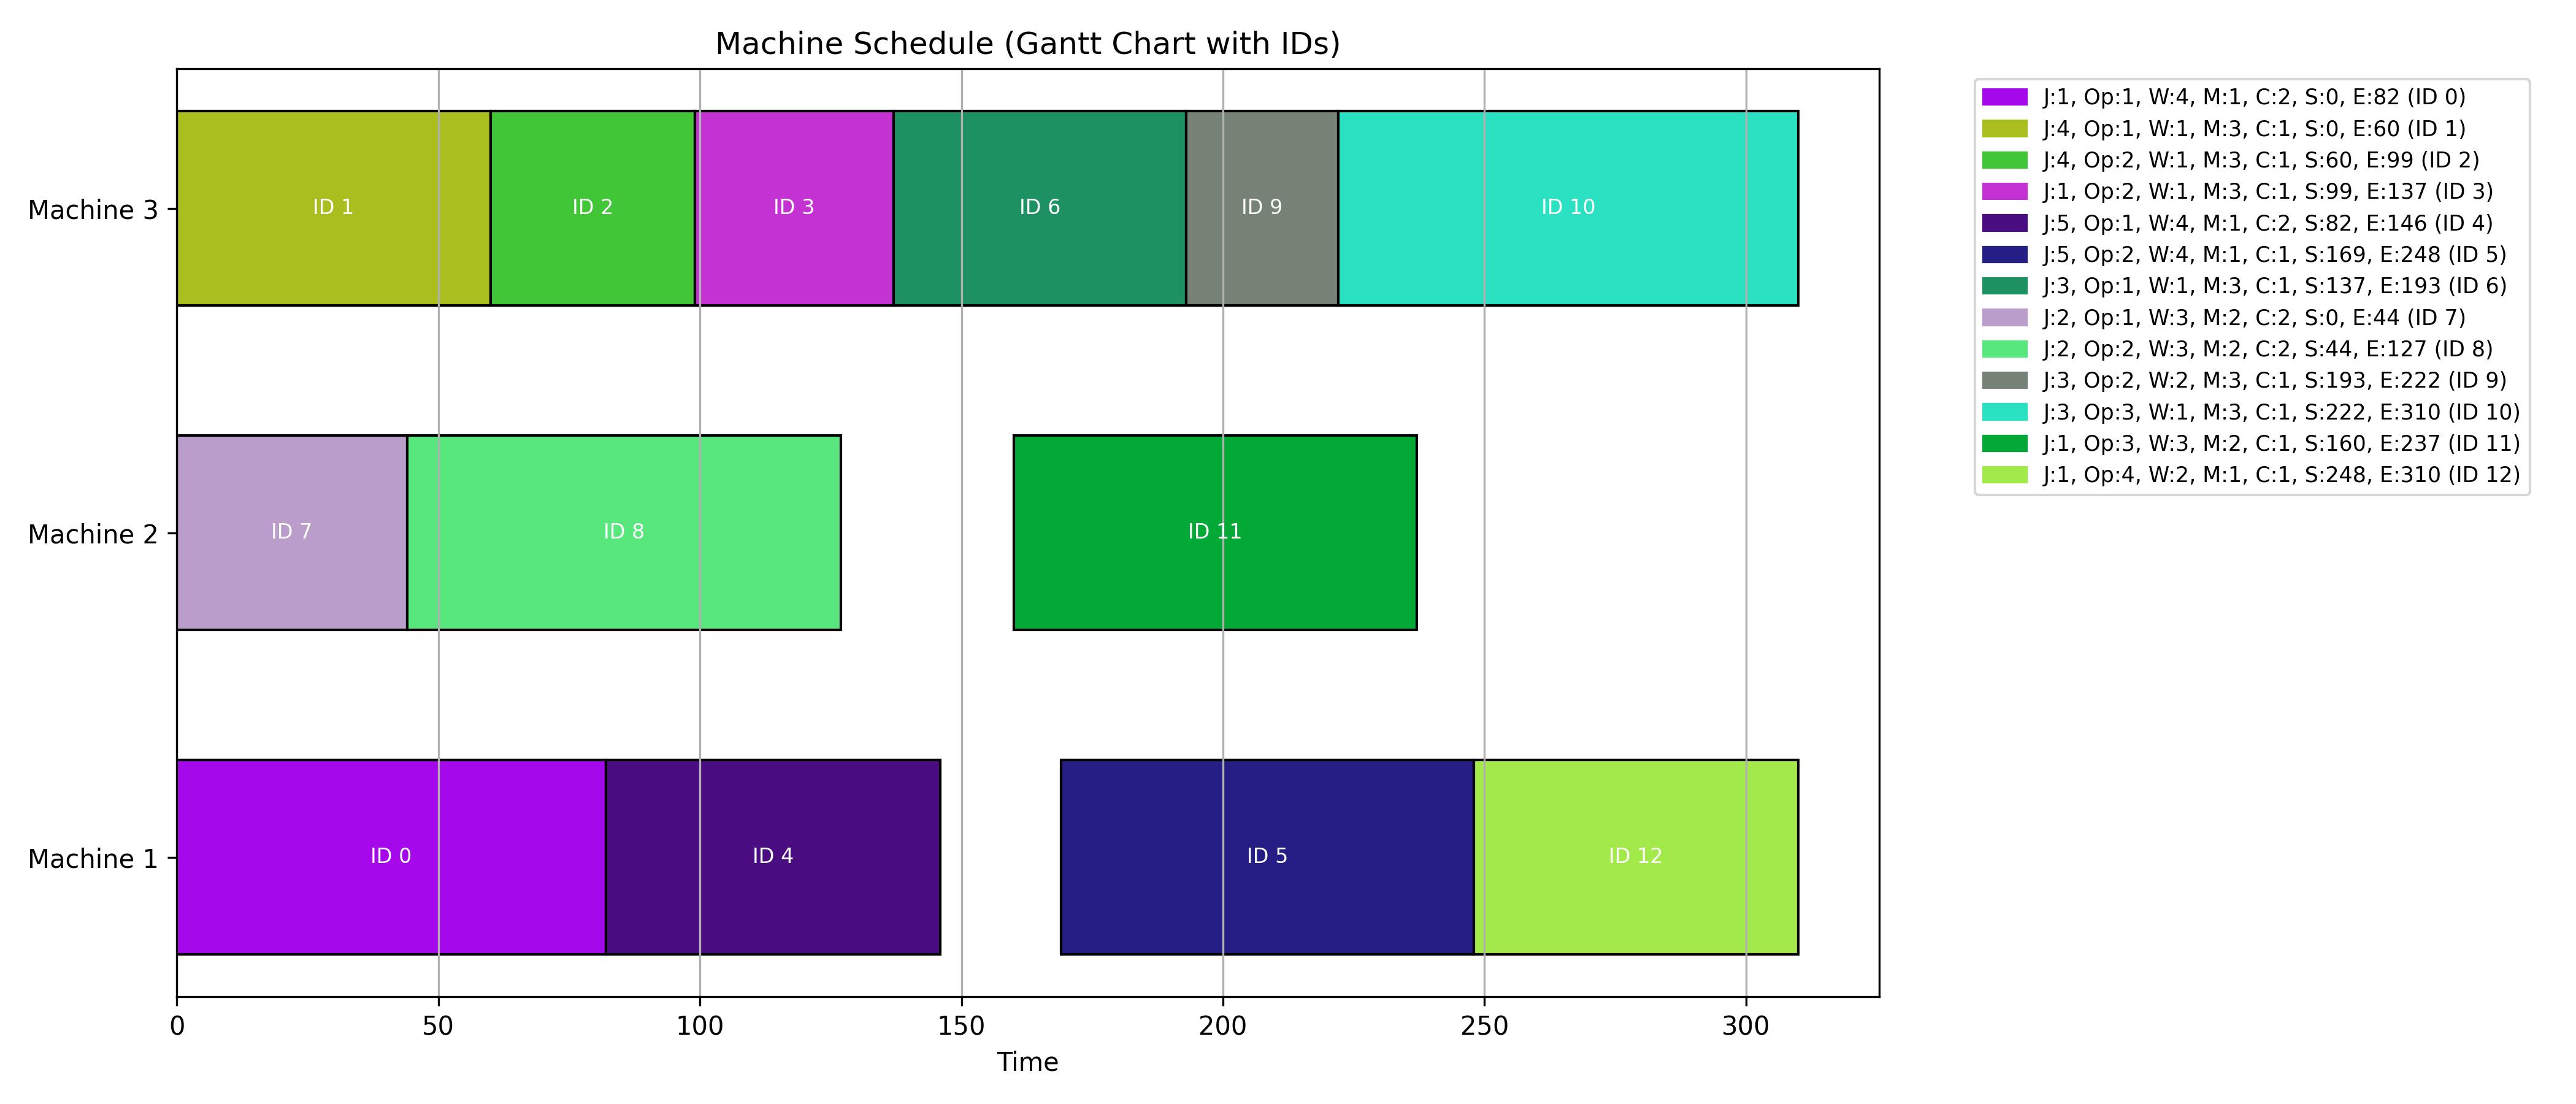 Machine Schedule (Gantt Chart with IDs)
Machine 3
ID 1
ID 2
ID 3
ID 6
ID 9
ID 10
Machine 2
ID 7
ID 8
ID 11
Machine 1
ID 0
ID 4
ID 5
ID 12
0 50 100 150 200 250 300
Time
J:1, Op:1, W:4, M:1, C:2, S:0, E:82 (ID 0)
J:4, Op:1, W:1, M:3, C:1, S:0, E:60 (ID 1)
J:4, Op:2, W:1, M:3, C:1, S:60, E:99 (ID 2)
J:1, Op:2, W:1, M:3, C:1, S:99, E:137 (ID 3)
J:5, Op:1, W:4, M:1, C:2, S:82, E:146 (ID 4)
J:5, Op:2, W:4, M:1, C:1, S:169, E:248 (ID 5)
J:3, Op:1, W:1, M:3, C:1, S:137, E:193 (ID 6)
J:2, Op:1, W:3, M:2, C:2, S:0, E:44 (ID 7)
J:2, Op:2, W:3, M:2, C:2, S:44, E:127 (ID 8)
J:3, Op:2, W:2, M:3, C:1, S:193, E:222 (ID 9)
J:3, Op:3, W:1, M:3, C:1, S:222, E:310 (ID 10)
J:1, Op:3, W:3, M:2, C:1, S:160, E:237 (ID 11)
J:1, Op:4, W:2, M:1, C:1, S:248, E:310 (ID 12)